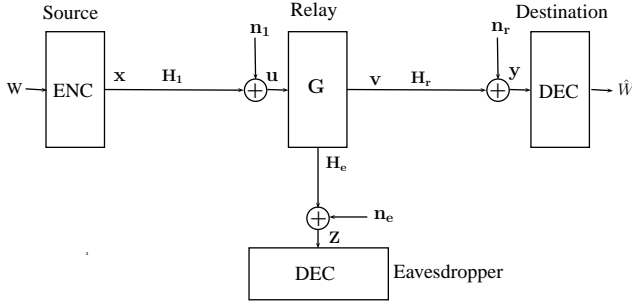 Source
Relay
Destination
n₁
nᵣ
W
ENC
x
H₁
u
G
v
Hᵣ
y
DEC
Ŵ
Hₑ
nₑ
z
DEC
Eavesdropper